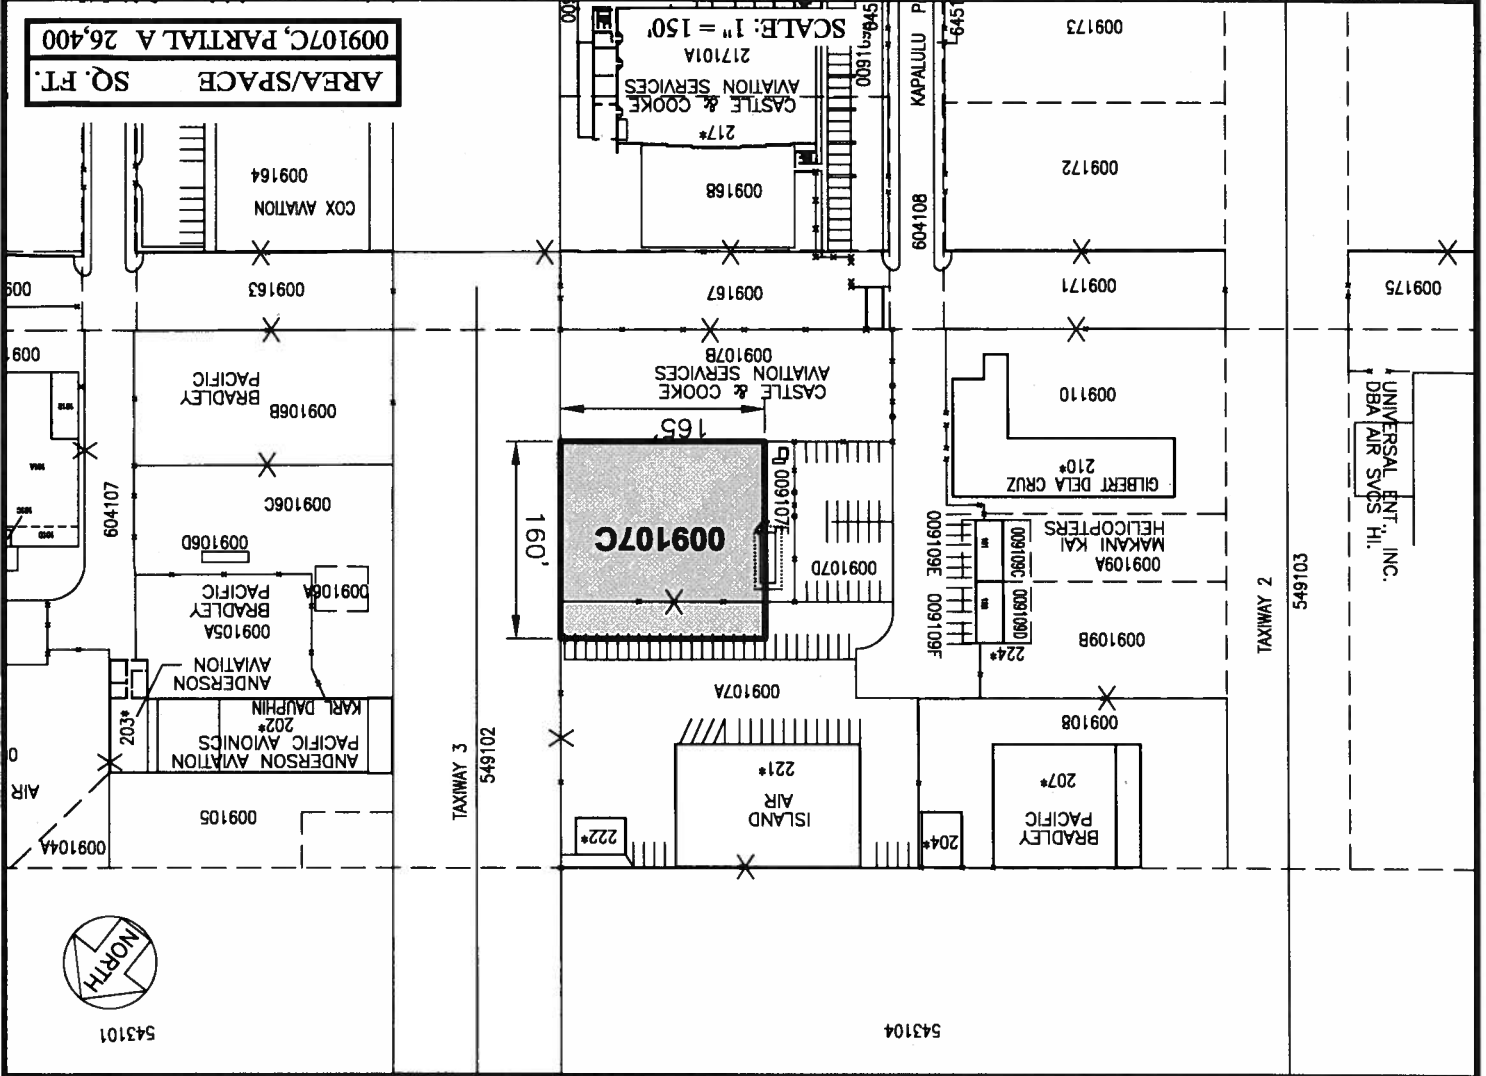 543104
543101
NORTH
BRADLEY
PACIFIC
207*
204*
ISLAND
AIR
221*
222*
009105
009104A
AIR
009108
009107A
ANDERSON AVIATION
PACIFIC AVIONICS
202*
KARL DAUPHIN
203*
ANDERSON
AVIATION
009105A
BRADLEY
PACIFIC
009109B
224*
009109D
009109C
009109F
009109E
009109A
MAKANI KAI
HELICOPTERS
009107D
009107E
009107C
160'
165'
009106A
009106D
009106C
604107
GILBERT DELA CRUZ
210*
009110
CASTLE & COOKE
AVIATION SERVICES
009107B
009106B
BRADLEY
PACIFIC
UNIVERSAL ENT., INC.
DBA AIR SVCS HI.
TAXIWAY 2
549103
TAXIWAY 3
549102
009175
009171
009167
009163
604108
KAPALULU P
009172
009168
COX AVIATION
009164
217*
CASTLE & COOKE
AVIATION SERVICES
217101A
009173
SCALE: 1" = 150'
AREA/SPACE SQ. FT.
009107C, PARTIAL A 26,400